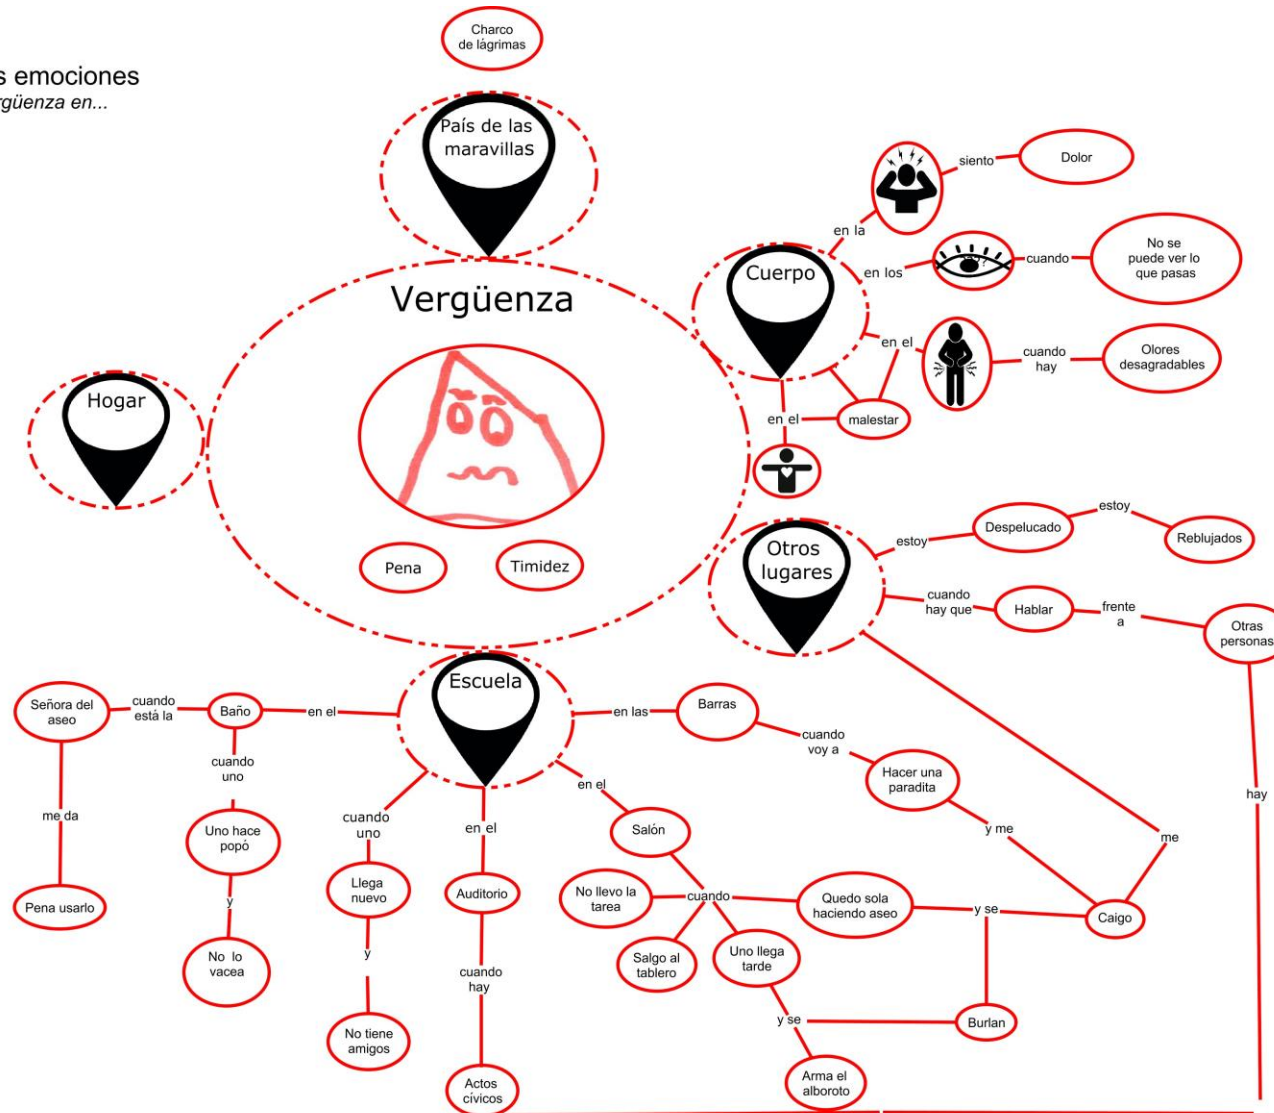 s emociones
rgüenza en...
Charco
de lágrimas
País de las
maravillas
Vergüenza
Pena
Timidez
Hogar
Cuerpo
en la
siento
Dolor
en los
cuando
No se
puede ver lo
que pasas
en el
cuando
hay
Olores
desagradables
en el
malestar
Otros
lugares
estoy
Despelucado
estoy
Reblujados
cuando
hay que
Hablar
frente
a
Otras
personas
hay
me
Escuela
en el
Baño
cuando
está la
Señora del
aseo
me da
Pena usarlo
cuando
uno
Uno hace
popó
y
No lo
vacea
cuando
uno
Llega
nuevo
y
No tiene
amigos
en el
Auditorio
cuando
hay
Actos
cívicos
en el
Salón
cuando
No llevo la
tarea
Salgo al
tablero
Uno llega
tarde
y se
Arma el
alboroto
Burlan
Quedo sola
haciendo aseo
y se
Caigo
en las
Barras
cuando
voy a
Hacer una
paradita
y me